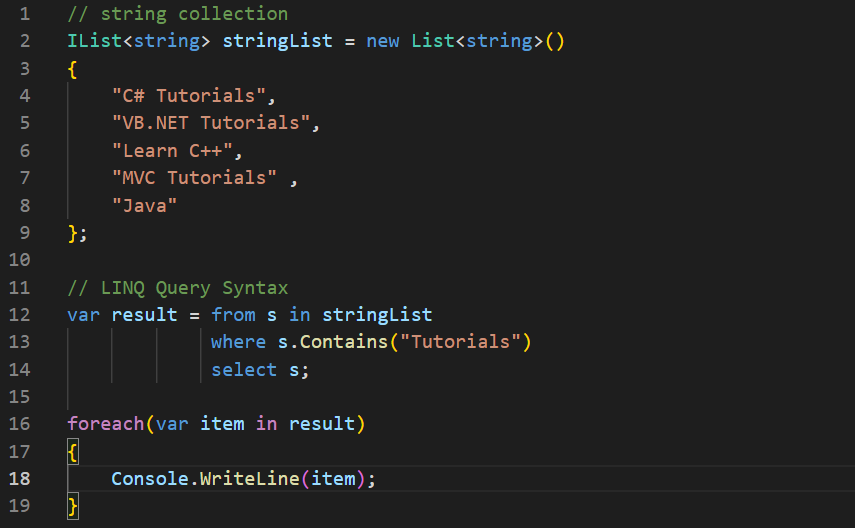 1 // string collection
2 IList<string> stringList = new List<string>()
3 {
4     "C# Tutorials",
5     "VB.NET Tutorials",
6     "Learn C++",
7     "MVC Tutorials" ,
8     "Java"
9 };
10
11 // LINQ Query Syntax
12 var result = from s in stringList
13              where s.Contains("Tutorials")
14              select s;
15
16 foreach(var item in result)
17 {
18     Console.WriteLine(item);
19 }